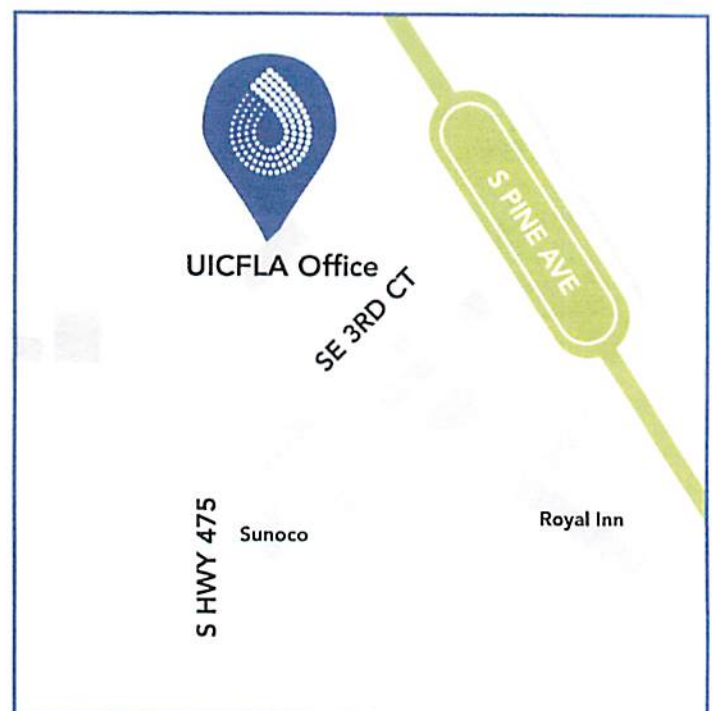 S PINE AVE
UICFLA Office
SE 3RD CT
S HWY 475
Sunoco
Royal Inn